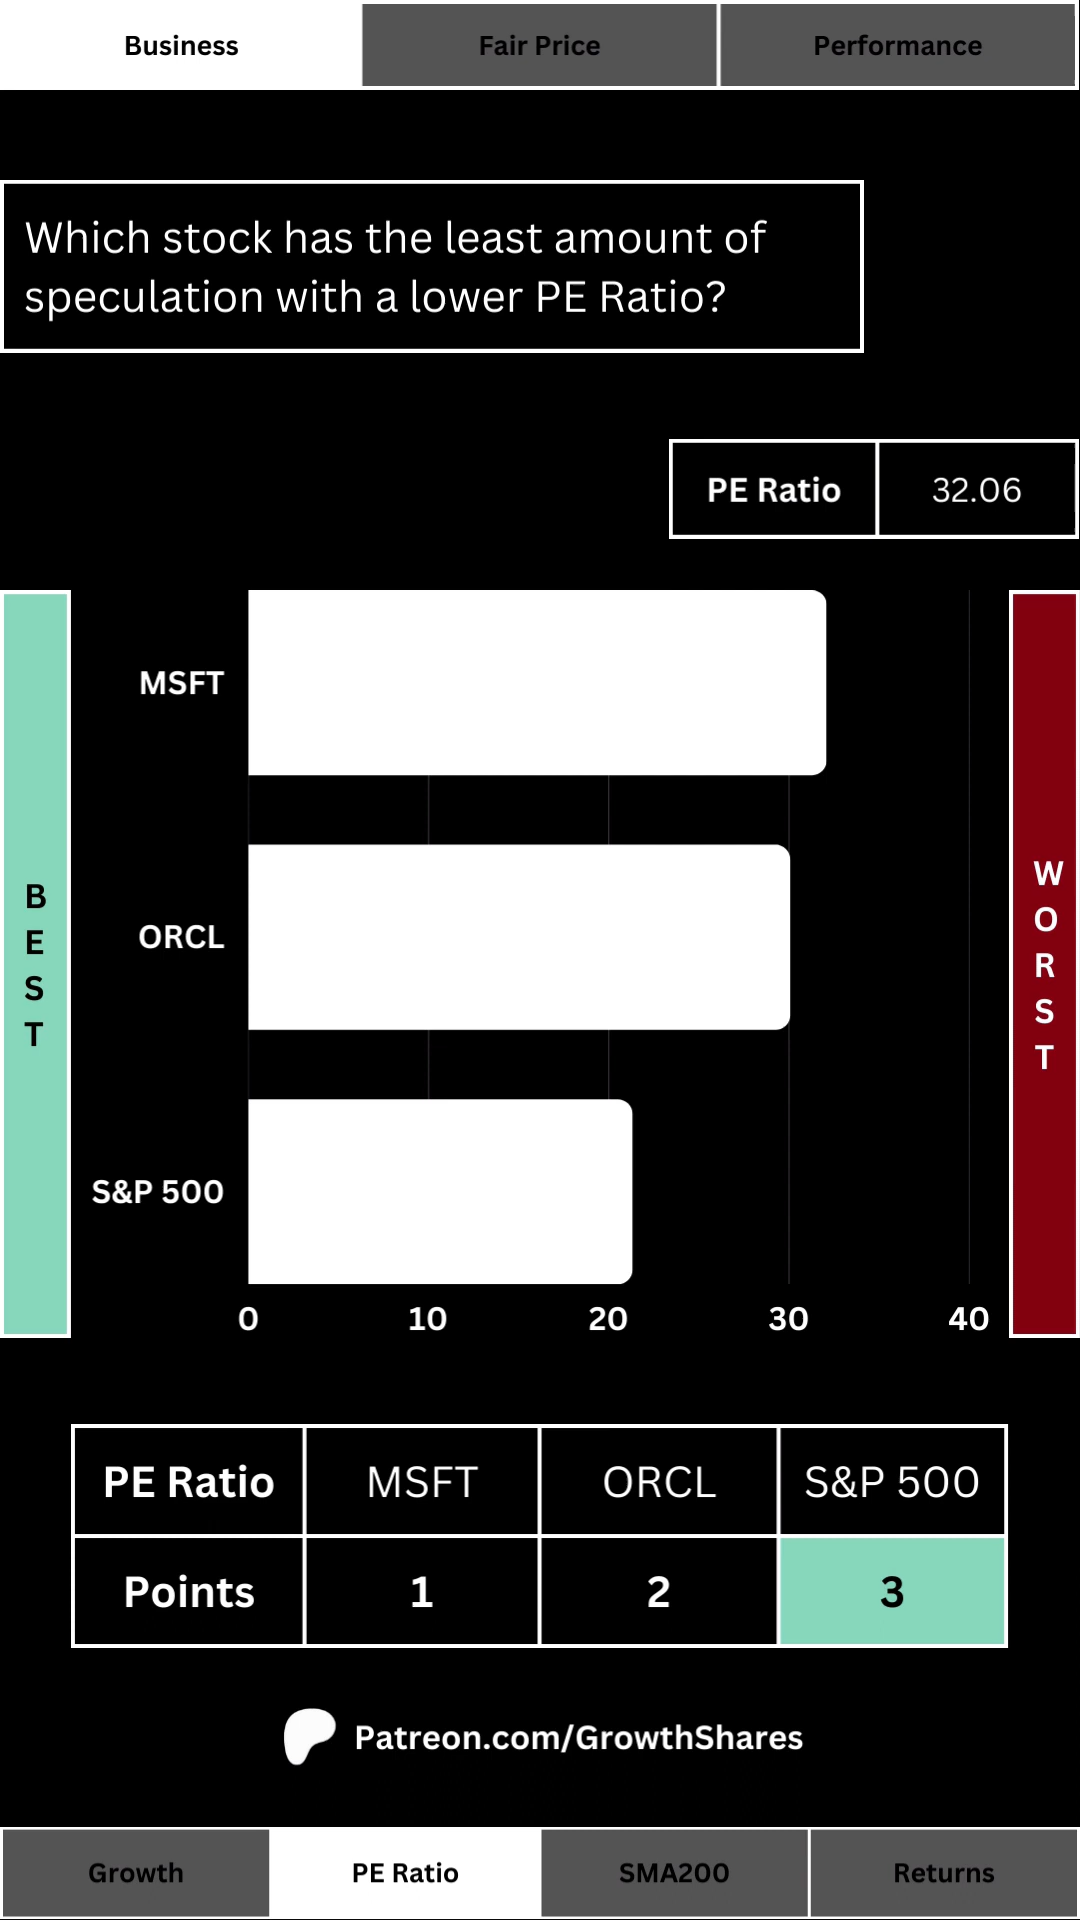 Business
Fair Price
Performance
Which stock has the least amount of
speculation with a lower PE Ratio?
PE Ratio
32.06
BEST
MSFT
ORCL
S&P 500
0
10
20
30
40
WORST
PE Ratio
MSFT
ORCL
S&P 500
Points
1
2
3
Patreon.com/GrowthShares
Growth
PE Ratio
SMA200
Returns